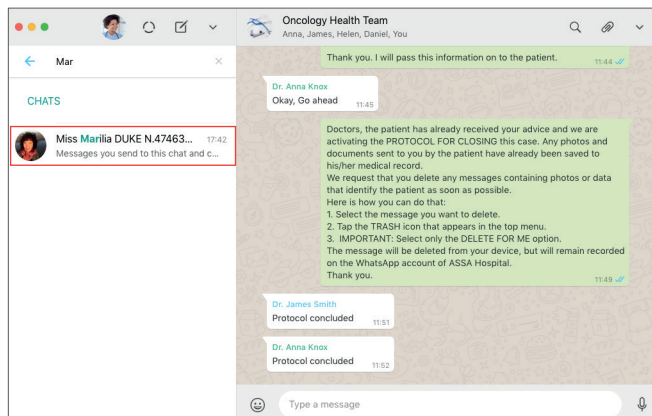 Mar
CHATS
Miss Marilia DUKE N.47463... 17:42
Messages you send to this chat and c...
Oncology Health Team
Anna, James, Helen, Daniel, You
Thank you. I will pass this information on to the patient.
11:44
Dr. Anna Knox
Okay, Go ahead 11:45
Doctors, the patient has already received your advice and we are
activating the PROTOCOL FOR CLOSING this case. Any photos and
documents sent to you by the patient have already been saved to
his/her medical record.
We request that you delete any messages containing photos or data
that identify the patient as soon as possible.
Here is how you can do that:
1. Select the message you want to delete.
2. Tap the TRASH icon that appears in the top menu.
3. IMPORTANT: Select only the DELETE FOR ME option.
The message will be deleted from your device, but will remain recorded
on the WhatsApp account of ASSA Hospital.
Thank you.
11:49
Dr. James Smith
Protocol concluded 11:51
Dr. Anna Knox
Protocol concluded 11:52
Type a message